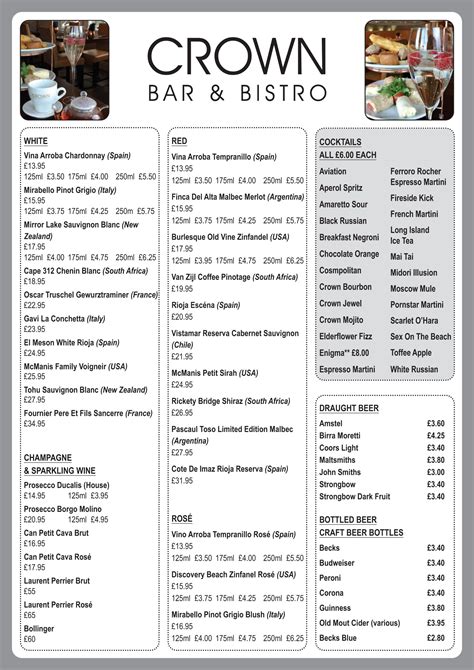 CROWN
BAR & BISTRO
WHITE
Vina Arroba Chardonnay (Spain)
£13.95
125ml £3.50 175ml £4.00 250ml £5.50
Mirabello Pinot Grigio (Italy)
£15.95
125ml £3.75 175ml £4.25 250m £5.75
Mirror Lake Sauvignon Blanc (New
Zealand)
£17.95
125ml £4.00 175ml £4.75 250ml £6.25
Cape 312 Chenin Blanc (South Africa)
£18.95
Oscar Truschel Gewurztraminer (France)
£22.95
Gavi La Conchetta (Italy)
£23.95
El Meson White Rioja (Spain)
£24.95
McManis Family Voigneir (USA)
£25.95
Tohu Sauvignon Blanc (New Zealand)
£27.95
Fournier Pere Et Fils Sancerre (France)
£34.95
CHAMPAGNE
& SPARKLING WINE
Prosecco Ducalis (House)
£14.95 125ml £3.95
Prosecco Borgo Molino
£20.95 125ml £4.95
Can Petit Cava Brut
£16.95
Can Petit Cava Rosé
£17.95
Laurent Perrier Brut
£55
Laurent Perrier Rosé
£65
Bollinger
£60
RED
Vina Arroba Tempranillo (Spain)
£13.95
125ml £3.50 175ml £4.00 250ml £5.50
Finca Del Alta Malbec Merlot (Argentina)
£15.95
125ml £3.75 175ml £4.25 250ml £5.75
Burlesque Old Vine Zinfandel (USA)
£17.95
125ml £4.00 175ml £4.75 250ml £6.25
Van Zijl Coffee Pinotage (South Africa)
£19.95
Rioja Escéna (Spain)
£20.95
Vistamar Reserva Cabernet Sauvignon
(Chile)
£21.95
McManis Petit Sirah (USA)
£24.95
Rickety Bridge Shiraz (South Africa)
£24.95
Pascaul Toso Limited Edition Malbec
(Argentina)
£27.95
Cote De Imaz Rioja Reserva (Spain)
£31.95
ROSÉ
Vino Arroba Tempranillo Rosé (Spain)
£13.95
125ml £3.50 175ml £4.00 250ml £5.50
Discovery Beach Zinfanel Rosé (USA)
£15.95
125ml £3.75 175ml £4.25 250ml £5.75
Mirabello Pinot Grigio Blush (Italy)
£16.95
125ml £4.00 175ml £4.50 250ml £6.25
COCKTAILS
ALL £6.00 EACH
Aviation
Aperol Spritz
Amaretto Sour
Black Russian
Breakfast Negroni
Chocolate Orange
Cosmpolitan
Crown Bourbon
Crown Jewel
Crown Mojito
Elderflower Fizz
Enigma** £8.00
Espresso Martini
Ferroro Rocher
Espresso Martini
Fireside Kick
French Martini
Long Island
Ice Tea
Mai Tai
Midori Illusion
Moscow Mule
Pornstar Martini
Scarlet O'Hara
Sex On The Beach
Toffee Apple
White Russian
DRAUGHT BEER
Amstel £3.60
Birra Moretti £4.25
Coors Light £3.40
Maltsmiths £3.80
John Smiths £3.00
Strongbow £3.40
Strongbow Dark Fruit £3.40
BOTTLED BEER
CRAFT BEER BOTTLES
Becks £3.40
Budweiser £3.40
Peroni £3.40
Corona £3.40
Guinness £3.80
Old Mout Cider (various) £3.95
Becks Blue £2.80